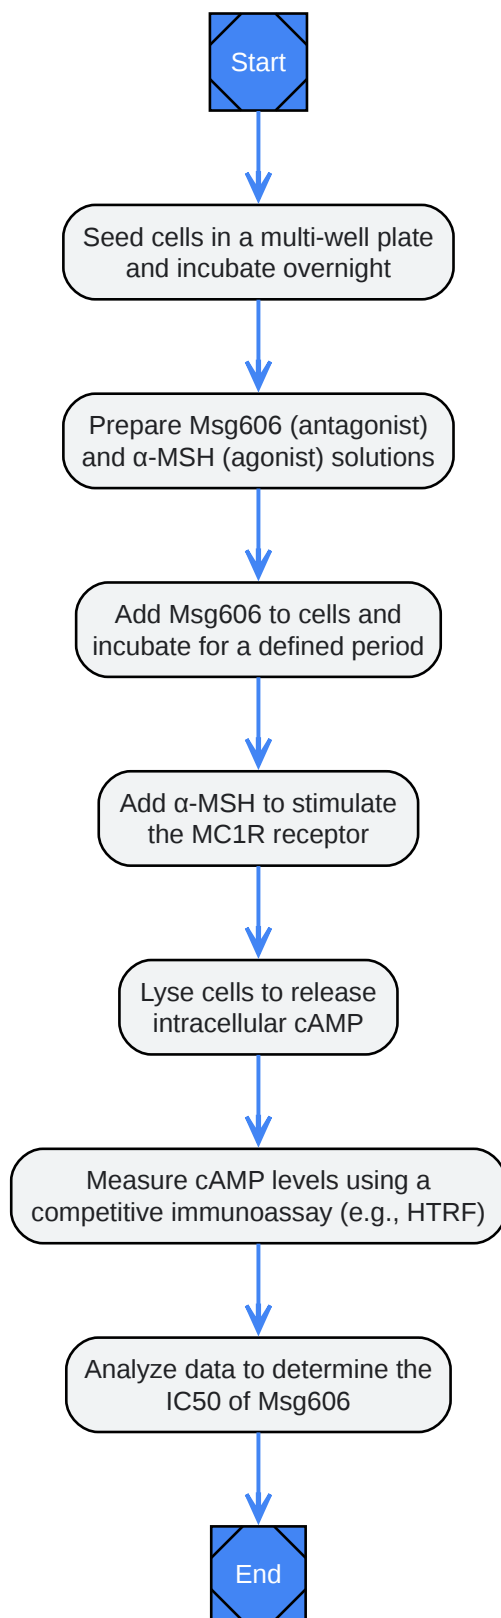 Start
Seed cells in a multi-well plate
and incubate overnight
Prepare Msg606 (antagonist)
and α-MSH (agonist) solutions
Add Msg606 to cells and
incubate for a defined period
Add α-MSH to stimulate
the MC1R receptor
Lyse cells to release
intracellular cAMP
Measure cAMP levels using a
competitive immunoassay (e.g., HTRF)
Analyze data to determine the
IC50 of Msg606
End